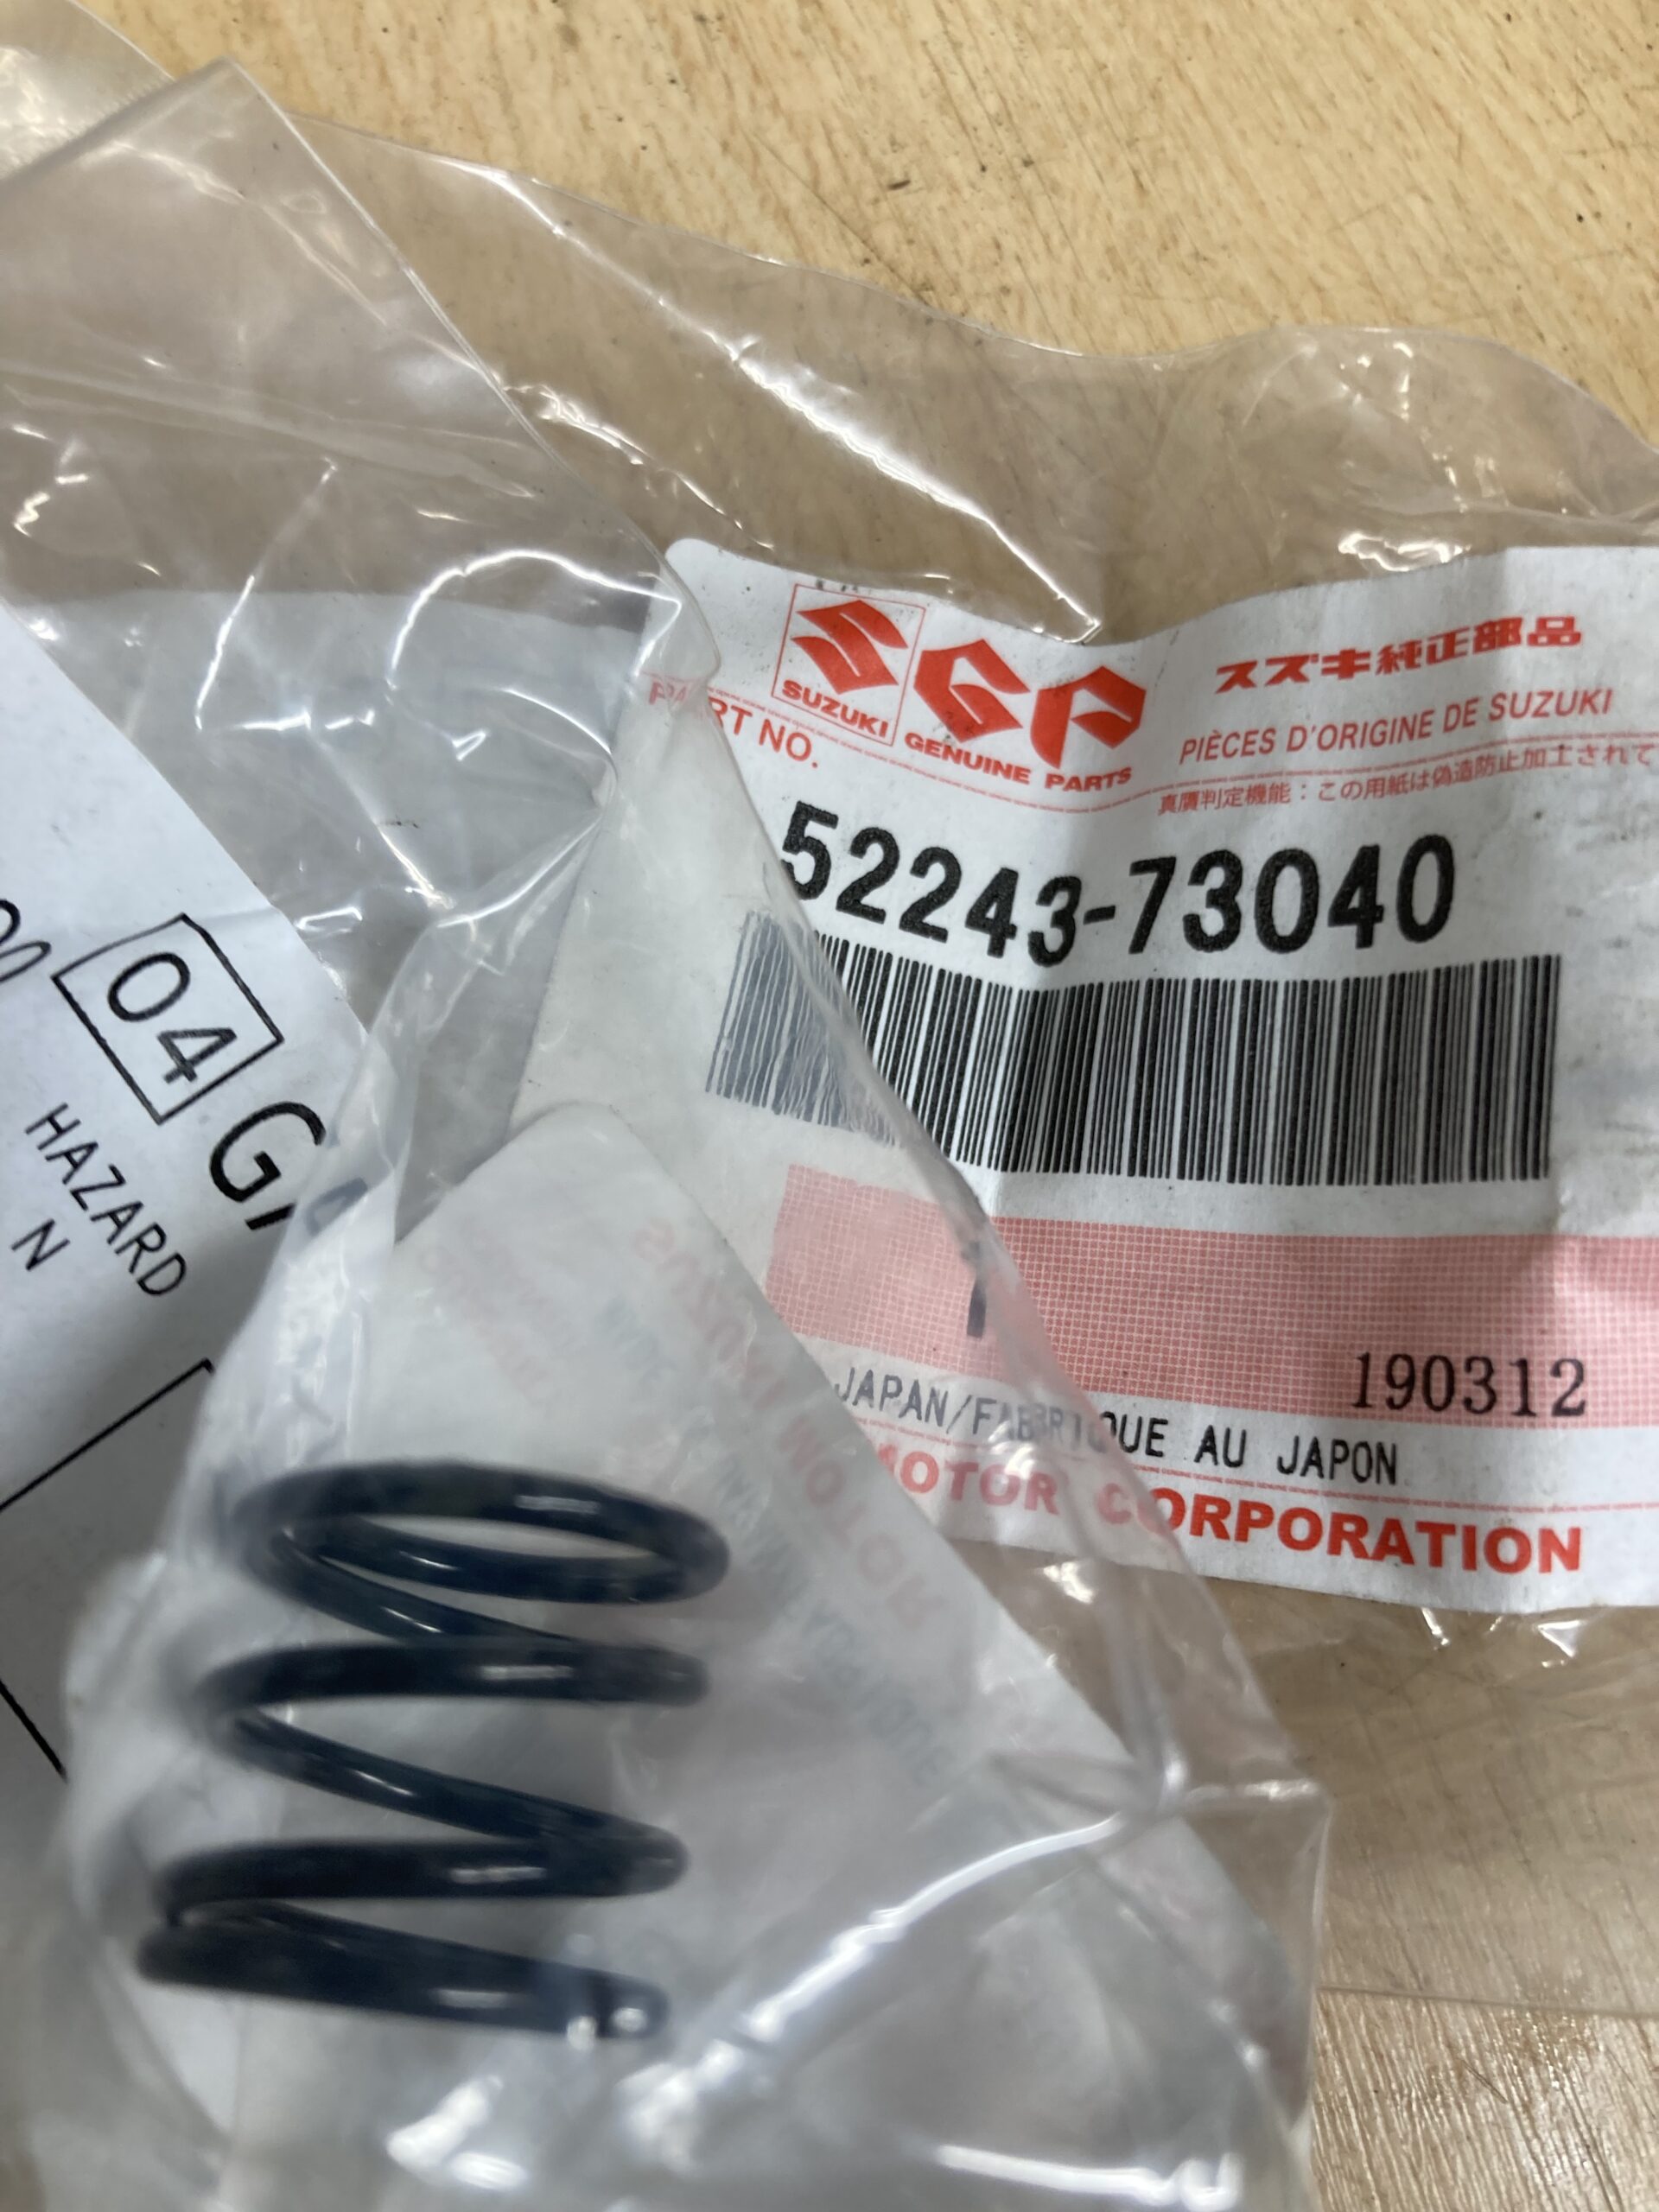 SUZUKI
GENUINE PARTS
スズキ純正部品
PIÈCES D'ORIGINE DE SUZUKI
PART NO.
真贋判定機能：この用紙は偽造防止加工されて
52243-73040
190312
JAPAN/FABRIQUE AU JAPON
MOTOR CORPORATION
04
HAZARD
N